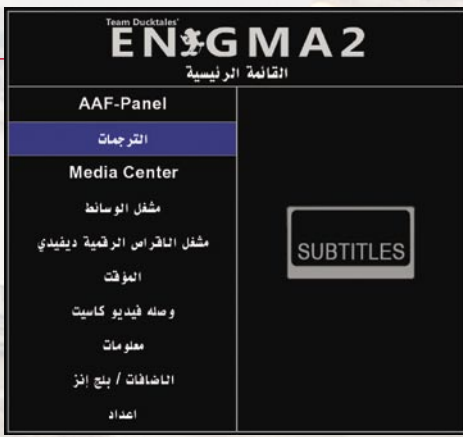 Team Ducktales'
ENIGMA2
القائمة الرئيسية
AAF-Panel
الترجمات
Media Center
مشغل الوسائط
مشغل الاقراص الرقمية ديفيدي
المؤقت
وصله فيديو كاسيت
معلومات
الاضافات / بلج إنز
اعداد
SUBTITLES